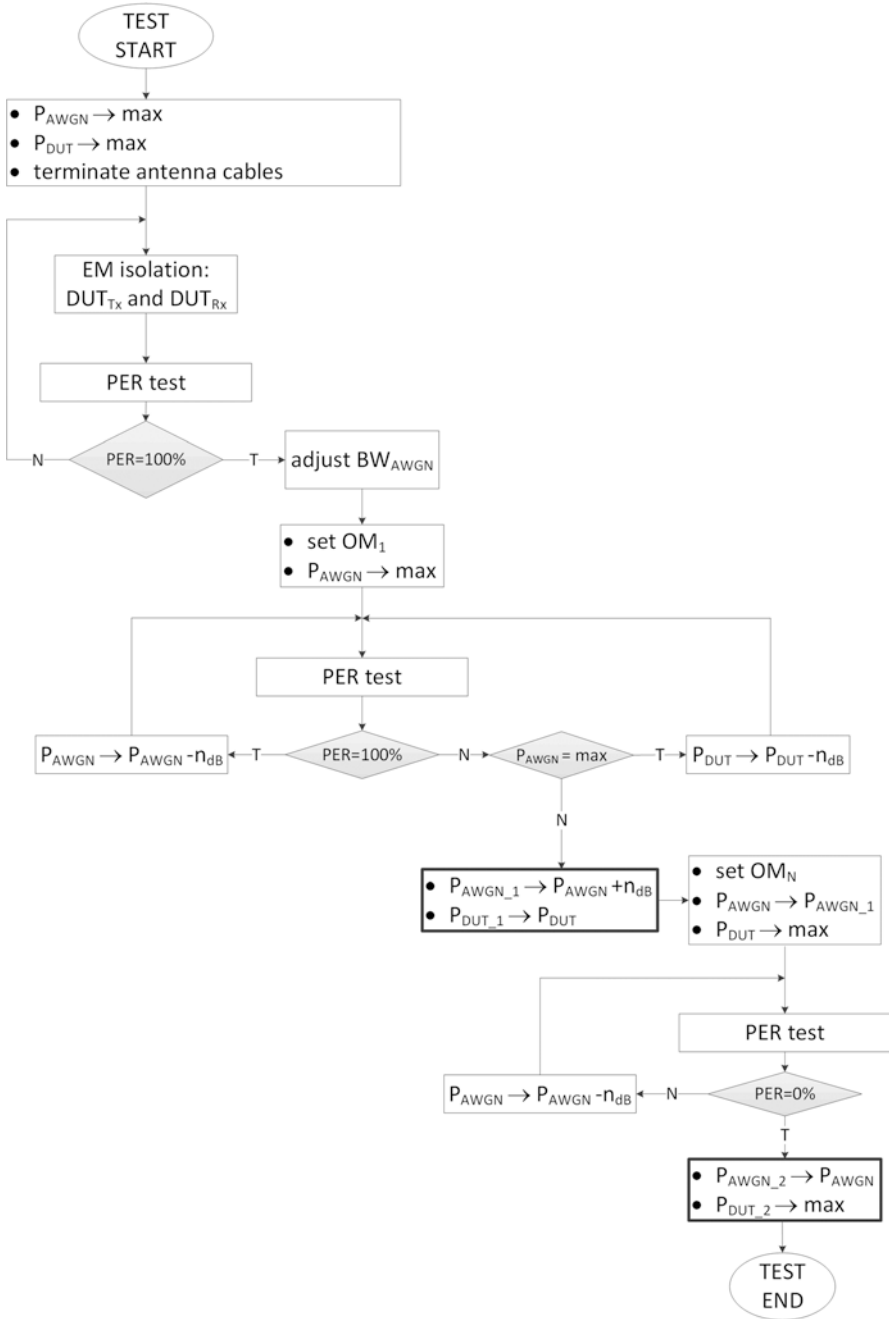 TEST
START
• P_AWGN → max
• P_DUT → max
• terminate antenna cables
EM isolation:
DUT_Tx and DUT_Rx
PER test
N
PER=100%
T
adjust BW_AWGN
• set OM_1
• P_AWGN → max
PER test
P_AWGN → P_AWGN -n_dB
T
PER=100%
N
P_AWGN = max
T
P_DUT → P_DUT -n_dB
N
• P_AWGN_1 → P_AWGN +n_dB
• P_DUT_1 → P_DUT
• set OM_N
• P_AWGN → P_AWGN_1
• P_DUT → max
PER test
P_AWGN → P_AWGN -n_dB
N
PER=0%
T
• P_AWGN_2 → P_AWGN
• P_DUT_2 → max
TEST
END